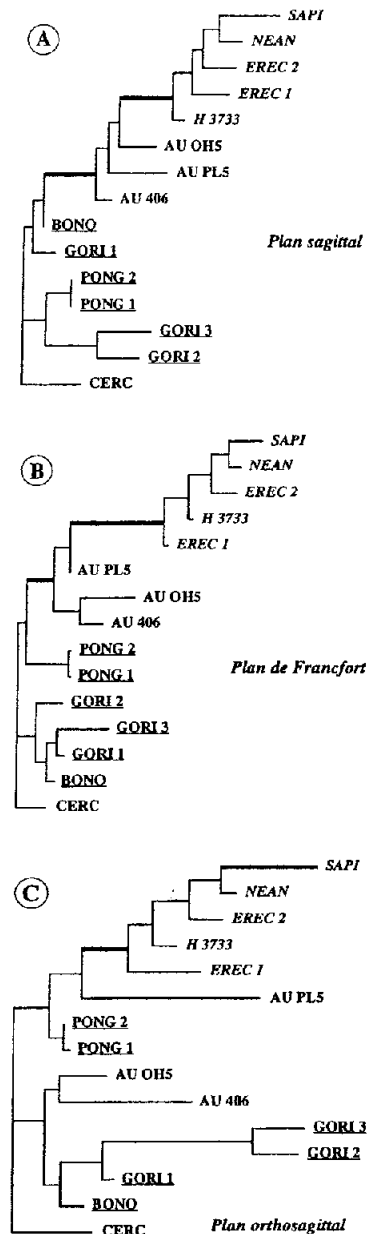 A
SAPI
NEAN
EREC 2
EREC 1
H 3733
AU OH5
AU PL5
AU 406
BONO
GORI 1
Plan sagittal
PONG 2
PONG 1
GORI 3
GORI 2
CERC
B
SAPI
NEAN
EREC 2
H 3733
EREC 1
AU PL5
AU OH5
AU 406
PONG 2
PONG 1
Plan de Francfort
GORI 2
GORI 3
GORI 1
BONO
CERC
C
SAPI
NEAN
EREC 2
H 3733
EREC 1
AU PL5
PONG 2
PONG 1
AU OH5
AU 406
GORI 3
GORI 2
GORI 1
BONO
CERC
Plan orthosagittal